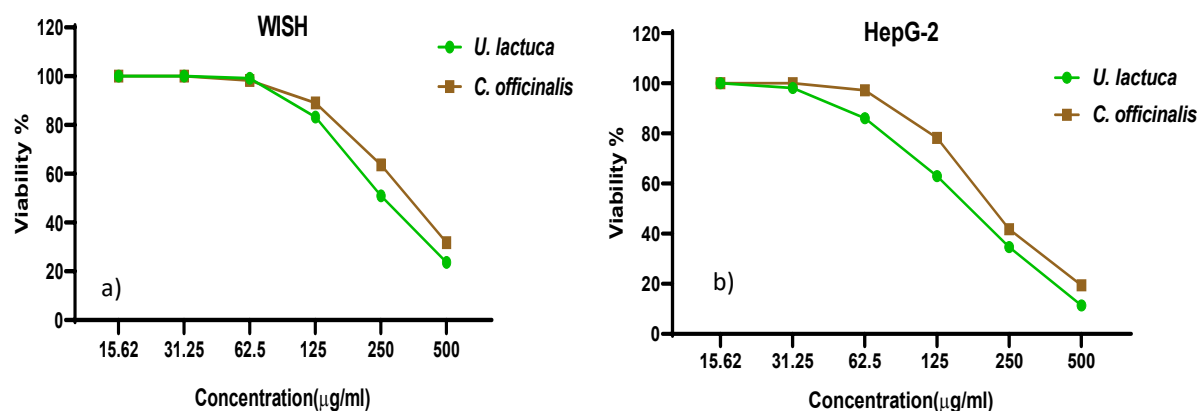 WISH
120
100
80
60
40
20
0
Viability %
U. lactuca
C. officinalis
a)
15.62 31.25 62.5 125 250 500
Concentration(μg/ml)
HepG-2
120
100
80
60
40
20
0
Viability %
U. lactuca
C. officinalis
b)
15.62 31.25 62.5 125 250 500
Concentration(μg/ml)